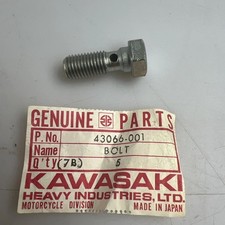 GENUINE PARTS
P. No. 43066-001
Name BOLT
Q'ty (7B) 5
KAWASAKI
HEAVY INDUSTRIES, LTD.
MOTORCYCLE DIVISION MADE IN JAPAN